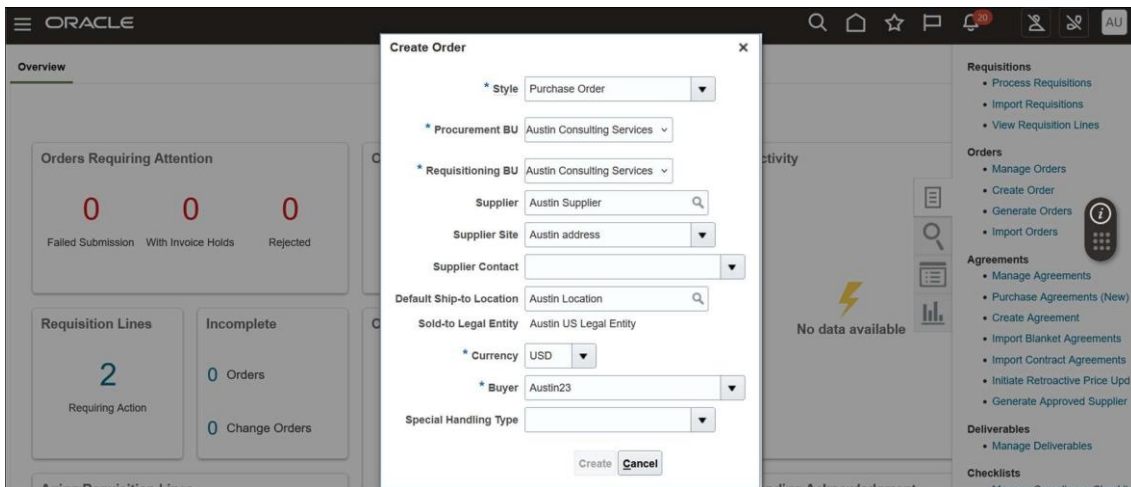 ORACLE
20
AU
Overview
Create Order
* Style Purchase Order
* Procurement BU Austin Consulting Services
* Requisitioning BU Austin Consulting Services
Supplier Austin Supplier
Supplier Site Austin address
Supplier Contact
Default Ship-to Location Austin Location
Sold-to Legal Entity Austin US Legal Entity
* Currency USD
* Buyer Austin23
Special Handling Type
Create Cancel
Orders Requiring Attention
0 0 0
Failed Submission With Invoice Holds Rejected
Requisition Lines
2
Requiring Action
Incomplete
0 Orders
0 Change Orders
No data available
Requisitions
• Process Requisitions
• Import Requisitions
• View Requisition Lines
Orders
• Manage Orders
• Create Order
• Generate Orders
• Import Orders
Agreements
• Manage Agreements
• Purchase Agreements (New)
• Create Agreement
• Import Blanket Agreements
• Import Contract Agreements
• Initiate Retroactive Price Upd
• Generate Approved Supplier
Deliverables
• Manage Deliverables
Checklists